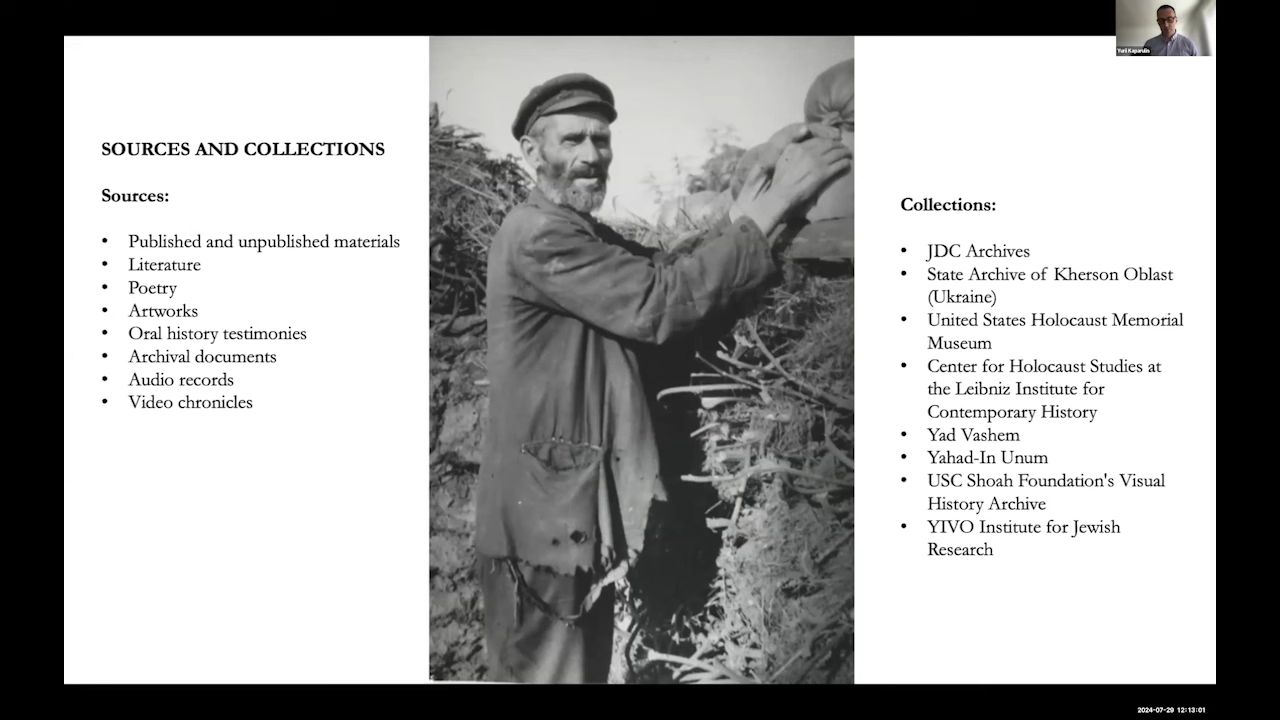 Yurii Kaparulin
SOURCES AND COLLECTIONS
Sources:
• Published and unpublished materials
• Literature
• Poetry
• Artworks
• Oral history testimonies
• Archival documents
• Audio records
• Video chronicles
Collections:
• JDC Archives
• State Archive of Kherson Oblast
(Ukraine)
• United States Holocaust Memorial
Museum
• Center for Holocaust Studies at
the Leibniz Institute for
Contemporary History
• Yad Vashem
• Yahad-In Unum
• USC Shoah Foundation's Visual
History Archive
• YIVO Institute for Jewish
Research
2024-07-29 12:13:01